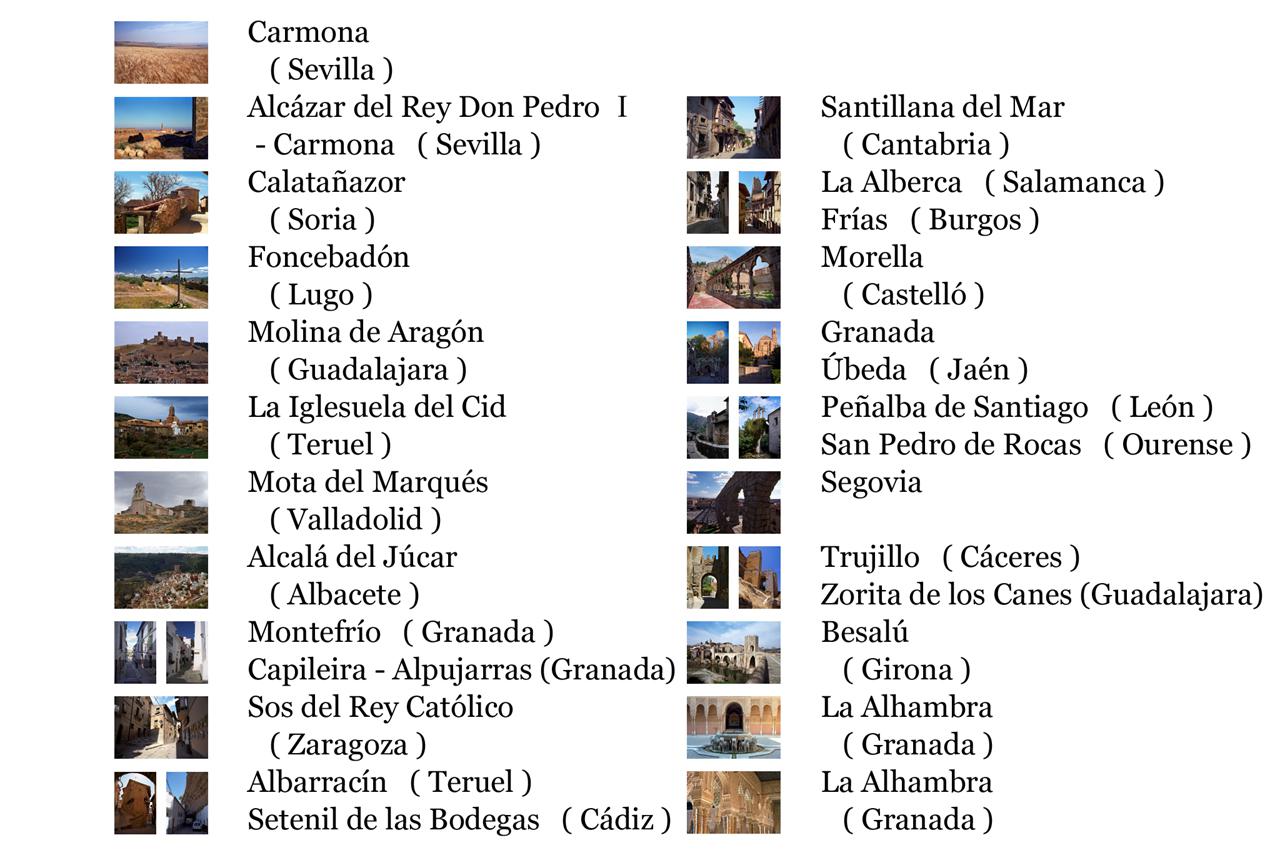 Carmona
( Sevilla )
Alcázar del Rey Don Pedro I
- Carmona ( Sevilla )
Calatañazor
( Soria )
Foncebadón
( Lugo )
Molina de Aragón
( Guadalajara )
La Iglesuela del Cid
( Teruel )
Mota del Marqués
( Valladolid )
Alcalá del Júcar
( Albacete )
Montefrío ( Granada )
Capileira - Alpujarras (Granada)
Sos del Rey Católico
( Zaragoza )
Albarracín ( Teruel )
Setenil de las Bodegas ( Cádiz )
Santillana del Mar
( Cantabria )
La Alberca ( Salamanca )
Frías ( Burgos )
Morella
( Castelló )
Granada
Úbeda ( Jaén )
Peñalba de Santiago ( León )
San Pedro de Rocas ( Ourense )
Segovia
Trujillo ( Cáceres )
Zorita de los Canes (Guadalajara)
Besalú
( Girona )
La Alhambra
( Granada )
La Alhambra
( Granada )